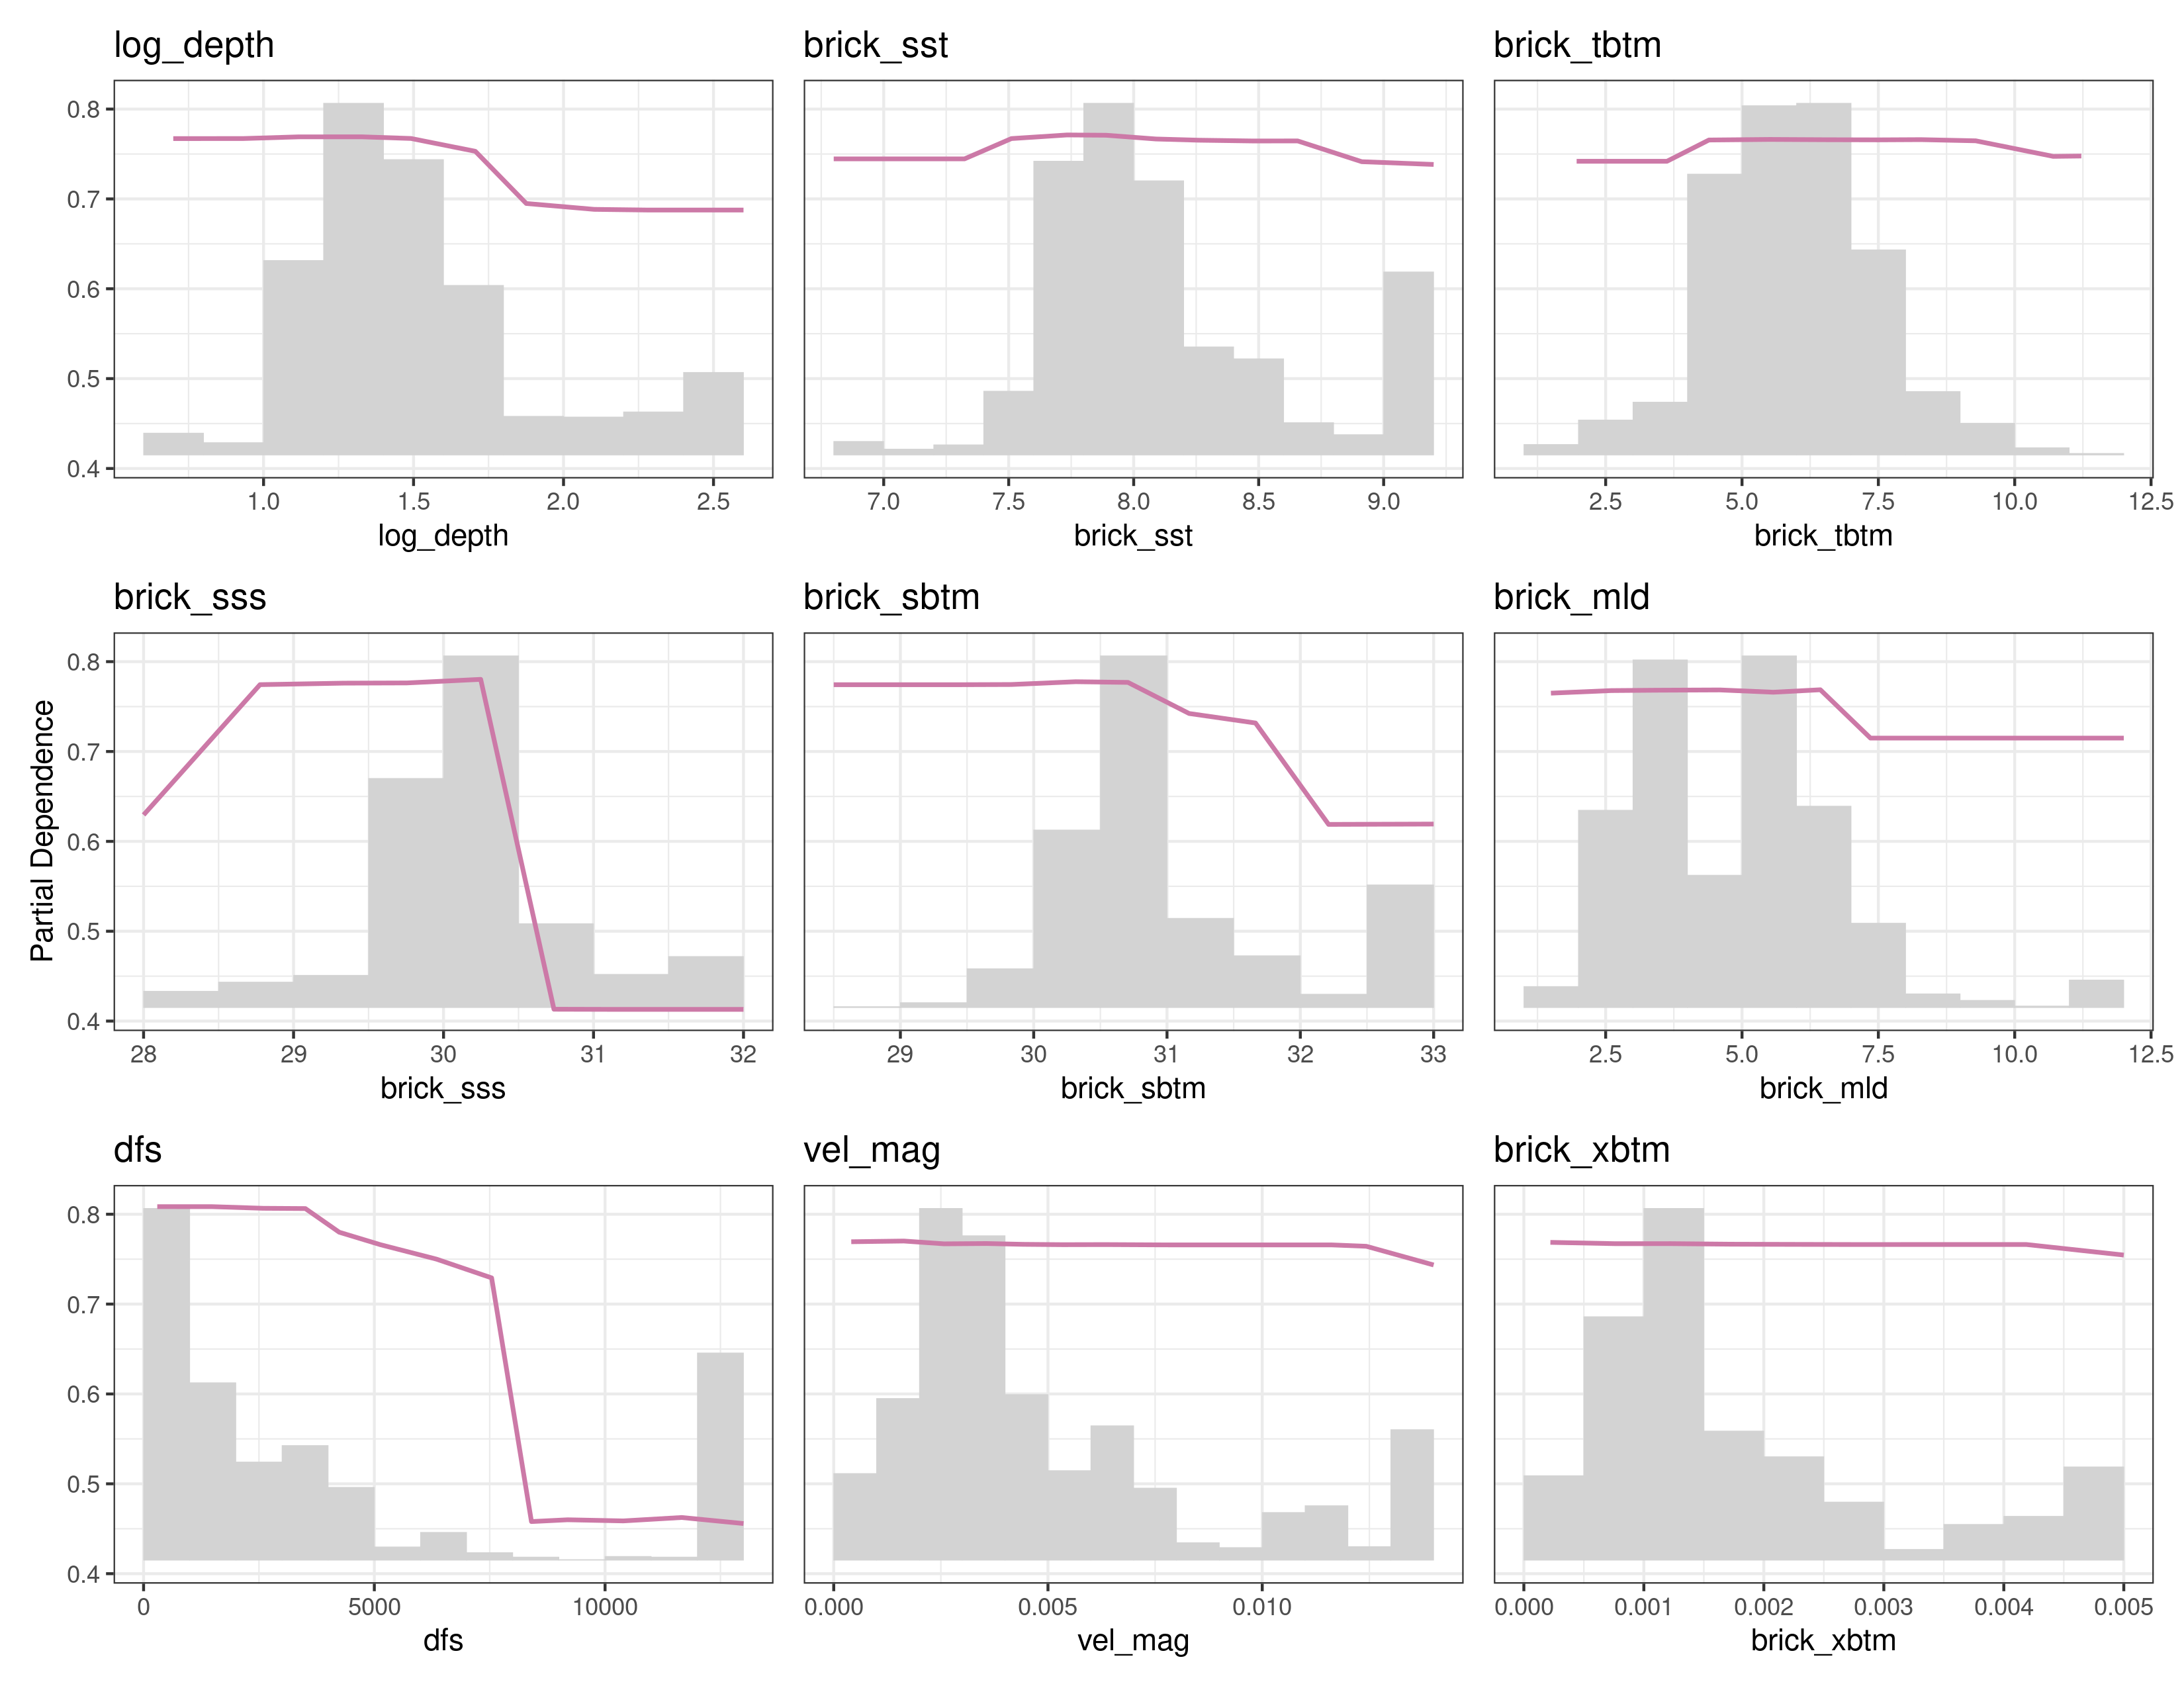 log_depth brick_sst brick_tbtm
0.8
0.7
0.6
0.5
0.4
1.0 1.5 2.0 2.5 7.0 7.5 8.0 8.5 9.0 2.5 5.0 7.5 10.0 12.5
log_depth brick_sst brick_tbtm
brick_sss brick_sbtm brick_mld
Partial Dependence
0.8
0.7
0.6
0.5
0.4
28 29 30 31 32 29 30 31 32 33 2.5 5.0 7.5 10.0 12.5
brick_sss brick_sbtm brick_mld
dfs vel_mag brick_xbtm
0.8
0.7
0.6
0.5
0.4
0 5000 10000 0.000 0.005 0.010 0.000 0.001 0.002 0.003 0.004 0.005
dfs vel_mag brick_xbtm